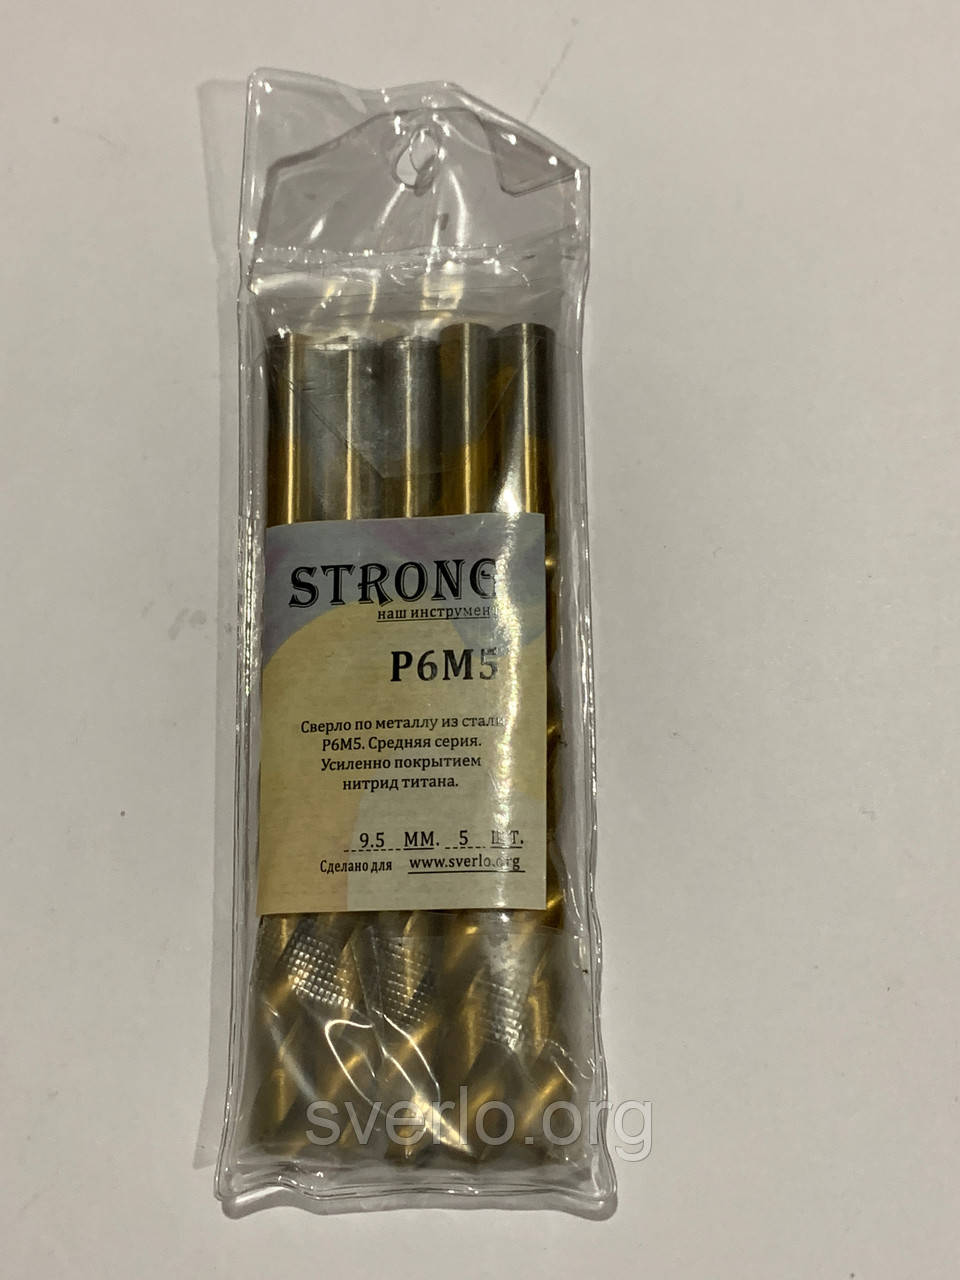 STRONG
наш инструмент
Р6М5
Сверло по металлу из стали
Р6М5. Средняя серия.
Усиленно покрытием
нитрид титана.
9.5 ММ. 5 ШТ.
Сделано для www.sverlo.org
sverlo.org